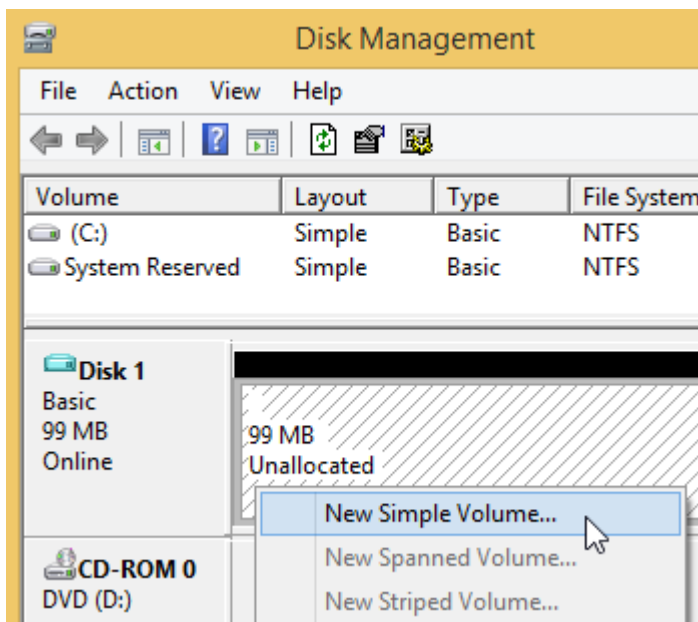 Disk Management
File Action View Help
Volume Layout Type File System
(C:) Simple Basic NTFS
System Reserved Simple Basic NTFS
Disk 1
Basic
99 MB
Online
99 MB
Unallocated
New Simple Volume...
New Spanned Volume...
New Striped Volume...
CD-ROM 0
DVD (D:)